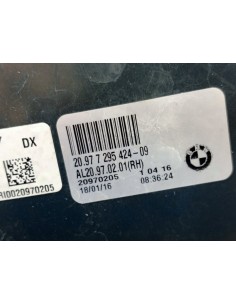 DX
20.97 7 295 424-09
AL20.97.02.01(RH)
20970205 1 04 16
18/01/16 08:36:24
RI0020970205